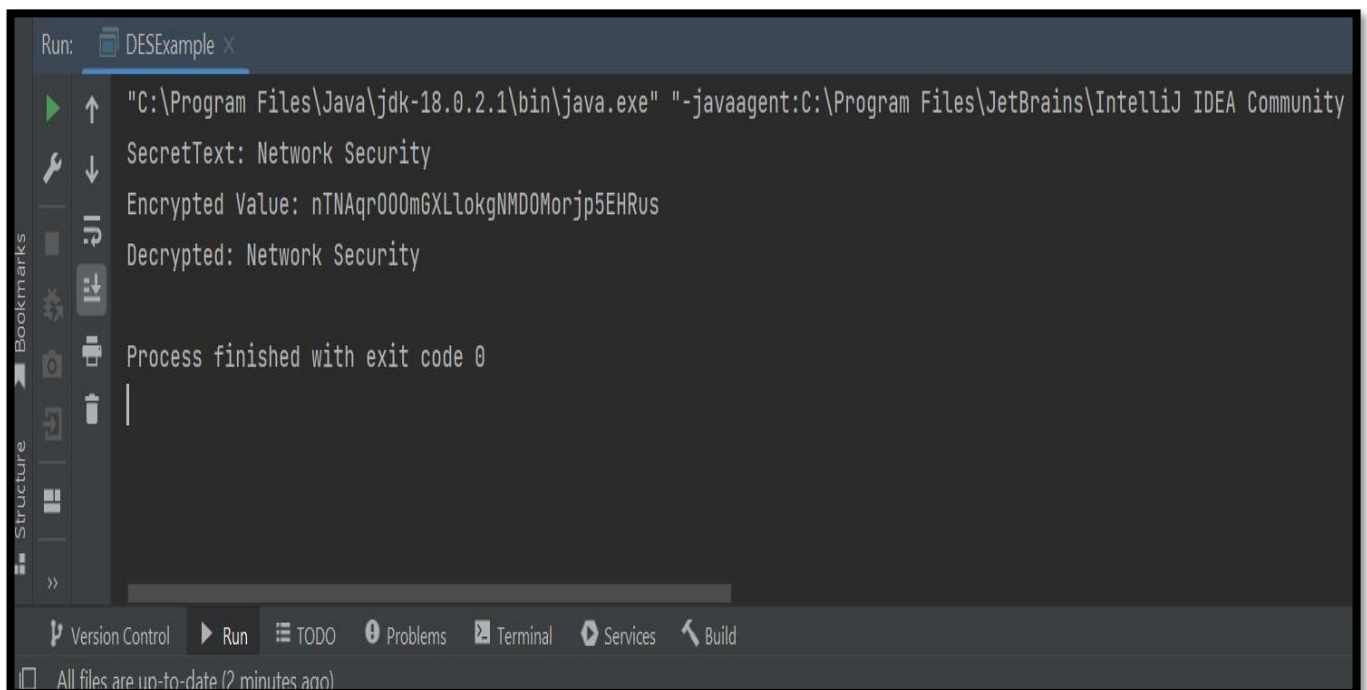 Run: DESExample
"C:\Program Files\Java\jdk-18.0.2.1\bin\java.exe" "-javaagent:C:\Program Files\JetBrains\IntelliJ IDEA Community
SecretText: Network Security
Encrypted Value: nTNAqrOOOmGXLlokgNMDOMorjp5EHRus
Decrypted: Network Security
Process finished with exit code 0
Bookmarks
Structure
Version Control Run TODO Problems Terminal Services Build
All files are up-to-date (2 minutes ago)